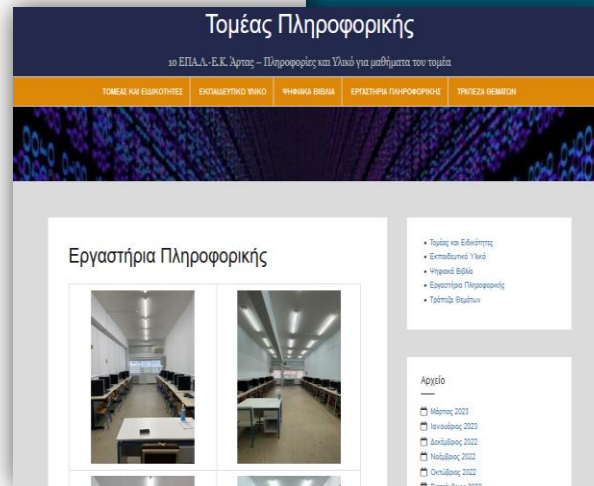 Τομέας Πληροφορικής
1ο ΕΠΑ.Λ.-Ε.Κ. Άρτας – Πληροφορίες και Υλικό για μαθήματα του τομέα
ΤΟΜΕΑΣ ΚΑΙ ΕΙΔΙΚΟΤΗΤΕΣ ΕΚΠΑΙΔΕΥΤΙΚΟ ΥΛΙΚΟ ΨΗΦΙΑΚΑ ΒΙΒΛΙΑ ΕΡΓΑΣΤΗΡΙΑ ΠΛΗΡΟΦΟΡΙΚΗΣ ΤΡΑΠΕΖΑ ΘΕΜΑΤΩΝ
Εργαστήρια Πληροφορικής
Τομέας και Ειδικότητες
Εκπαιδευτικό Υλικό
Ψηφιακά Βιβλία
Εργαστήρια Πληροφορικής
Τράπεζα Θεμάτων
Αρχείο
Μάρτιος 2023
Ιανουάριος 2023
Δεκέμβριος 2022
Νοέμβριος 2022
Οκτώβριος 2022